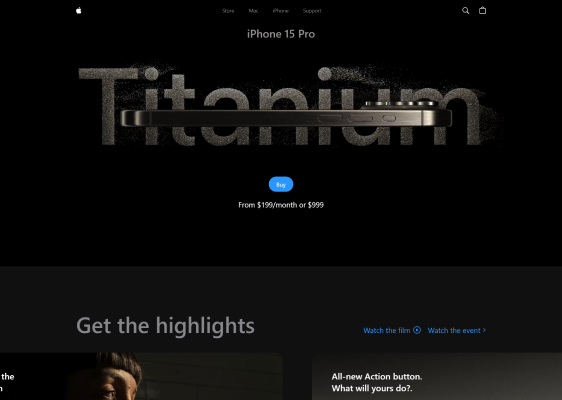 Store Mac iPhone Support
iPhone 15 Pro
Titanium
Buy
From $199/month or $999
Get the highlights
Watch the film Watch the event >
the
All-new Action button.
What will yours do?.